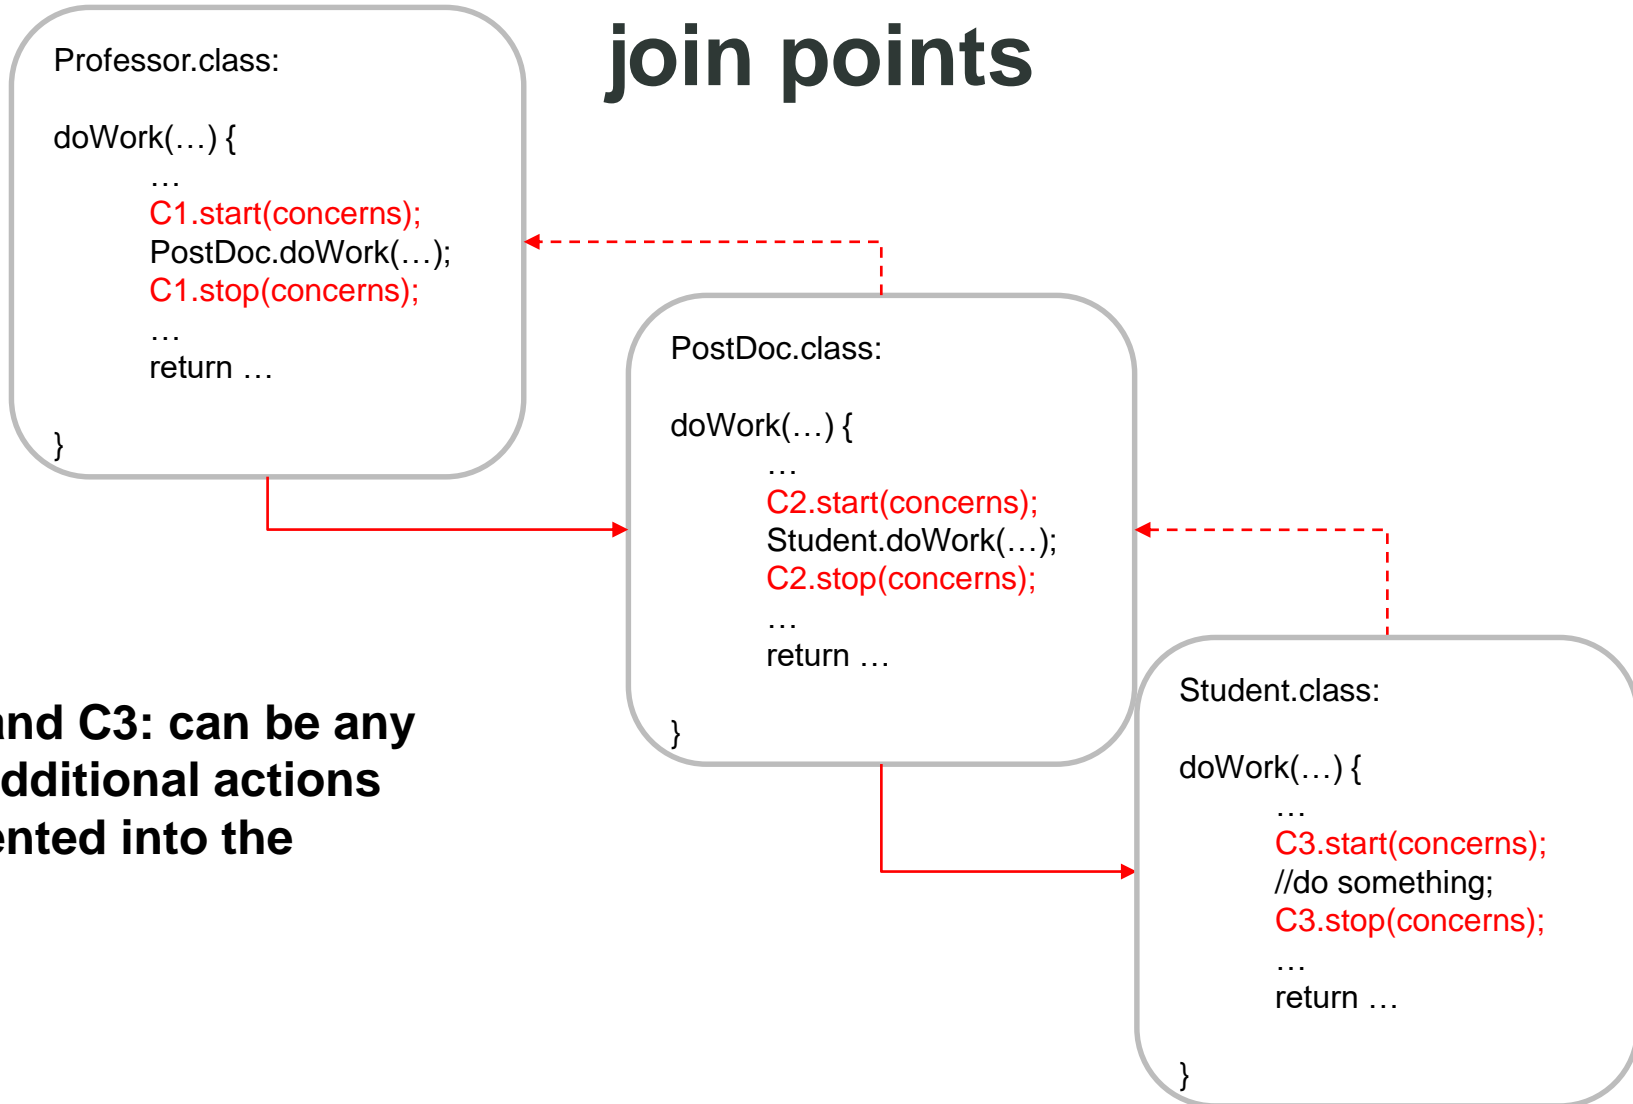 join points
Professor.class:
doWork(…) {
…
C1.start(concerns);
PostDoc.doWork(…);
C1.stop(concerns);
…
return …
}
PostDoc.class:
doWork(…) {
…
C2.start(concerns);
Student.doWork(…);
C2.stop(concerns);
…
return …
}
Student.class:
doWork(…) {
…
C3.start(concerns);
//do something;
C3.stop(concerns);
…
return …
}
and C3: can be any
dditional actions
ented into the